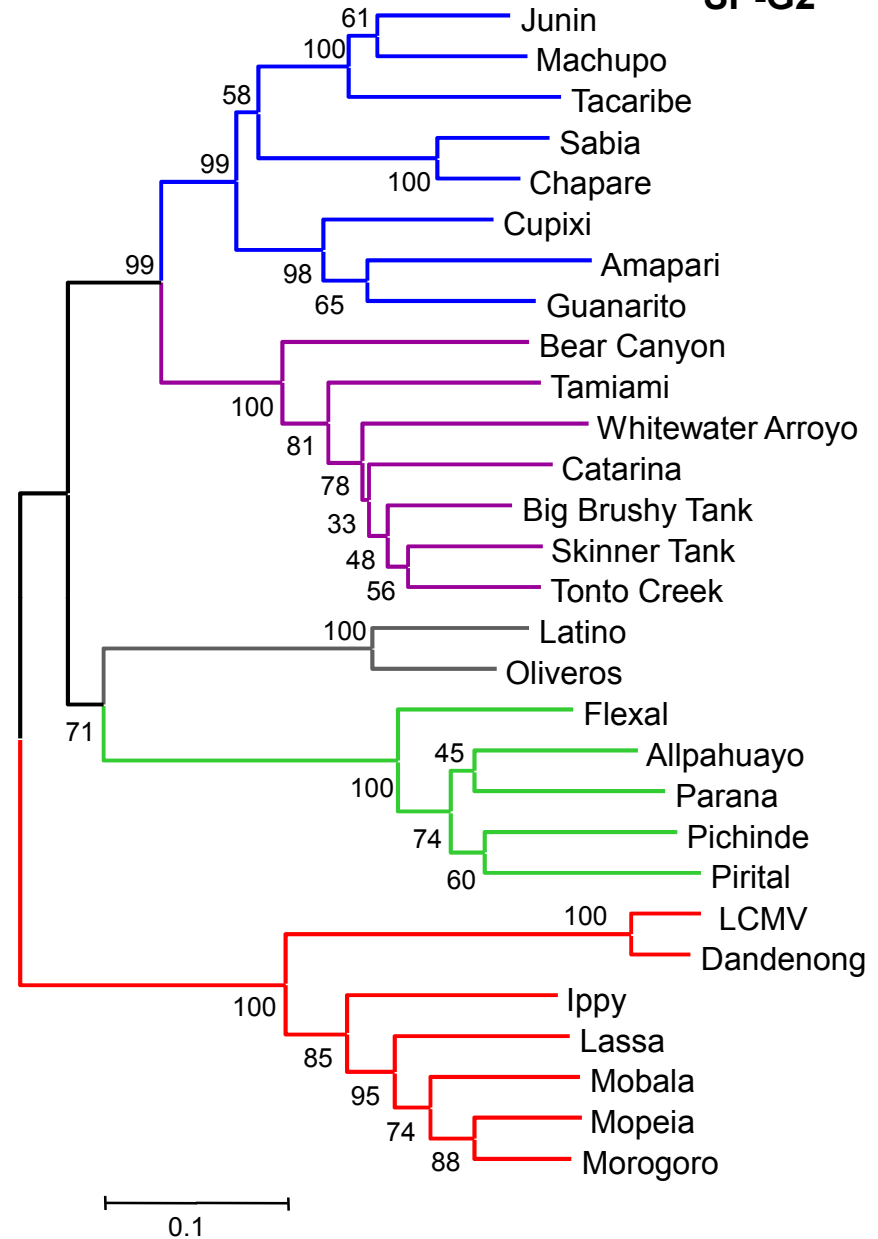 61
Junin
100
Machupo
58
Tacaribe
99
Sabia
100
Chapare
99
Cupixi
98
Amapari
65
Guanarito
Bear Canyon
100
Tamiami
81
Whitewater Arroyo
78
Catarina
33
Big Brushy Tank
48
Skinner Tank
56
Tonto Creek
100
Latino
Oliveros
71
Flexal
45
Allpahuayo
100
Parana
74
Pichinde
60
Pirital
100
LCMV
Dandenong
100
Ippy
85
Lassa
95
Mobala
74
Mopeia
88
Morogoro
0.1